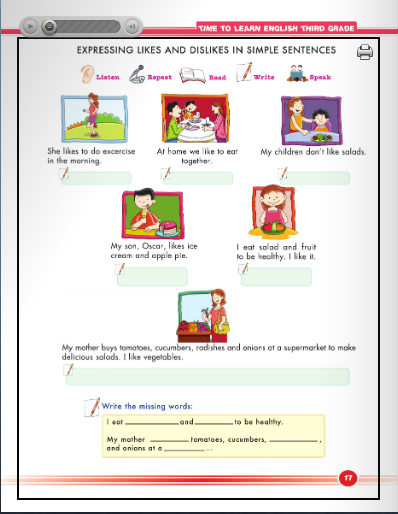 TIME TO LEARN ENGLISH THIRD GRADE
EXPRESSING LIKES AND DISLIKES IN SIMPLE SENTENCES
Listen Repeat Read Write Speak
She likes to do excercise
in the morning.
At home we like to eat
together.
My children don't like salads.
My son, Oscar, likes ice
cream and apple pie.
I eat salad and fruit
to be healthy. I like it.
My mother buys tomatoes, cucumbers, radishes and onions at a supermarket to make
delicious salads. I like vegetables.
Write the missing words:
I eat ____________ and ________ to be healthy.
My mother ________ tomatoes, cucumbers, __________ ,
and onions at a ________ ...
17